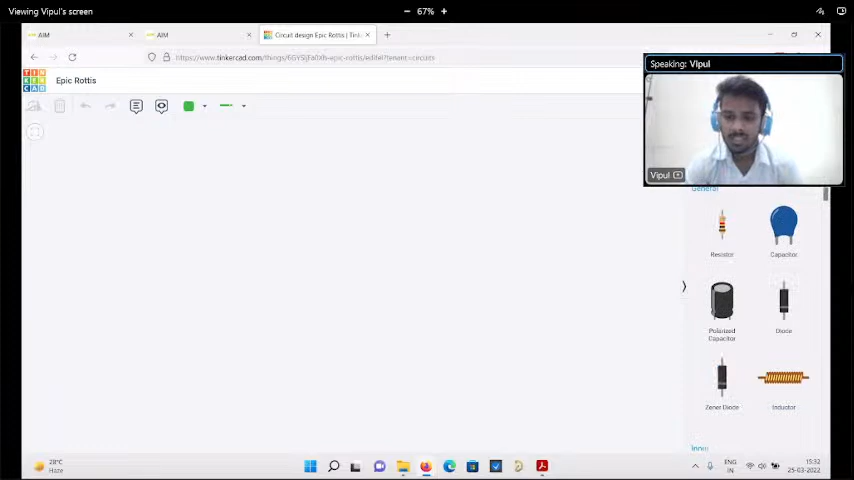 Viewing Vipul's screen
67%
AIM
AIM
Circuit design Epic Rottis | Tink
Epic Rottis
Speaking: Vipul
Vipul
General
Resistor
Capacitor
Polarized
Capacitor
Diode
Zener Diode
Inductor
Input
28°C
Haze
ENG
IN
15:32
25-03-2022